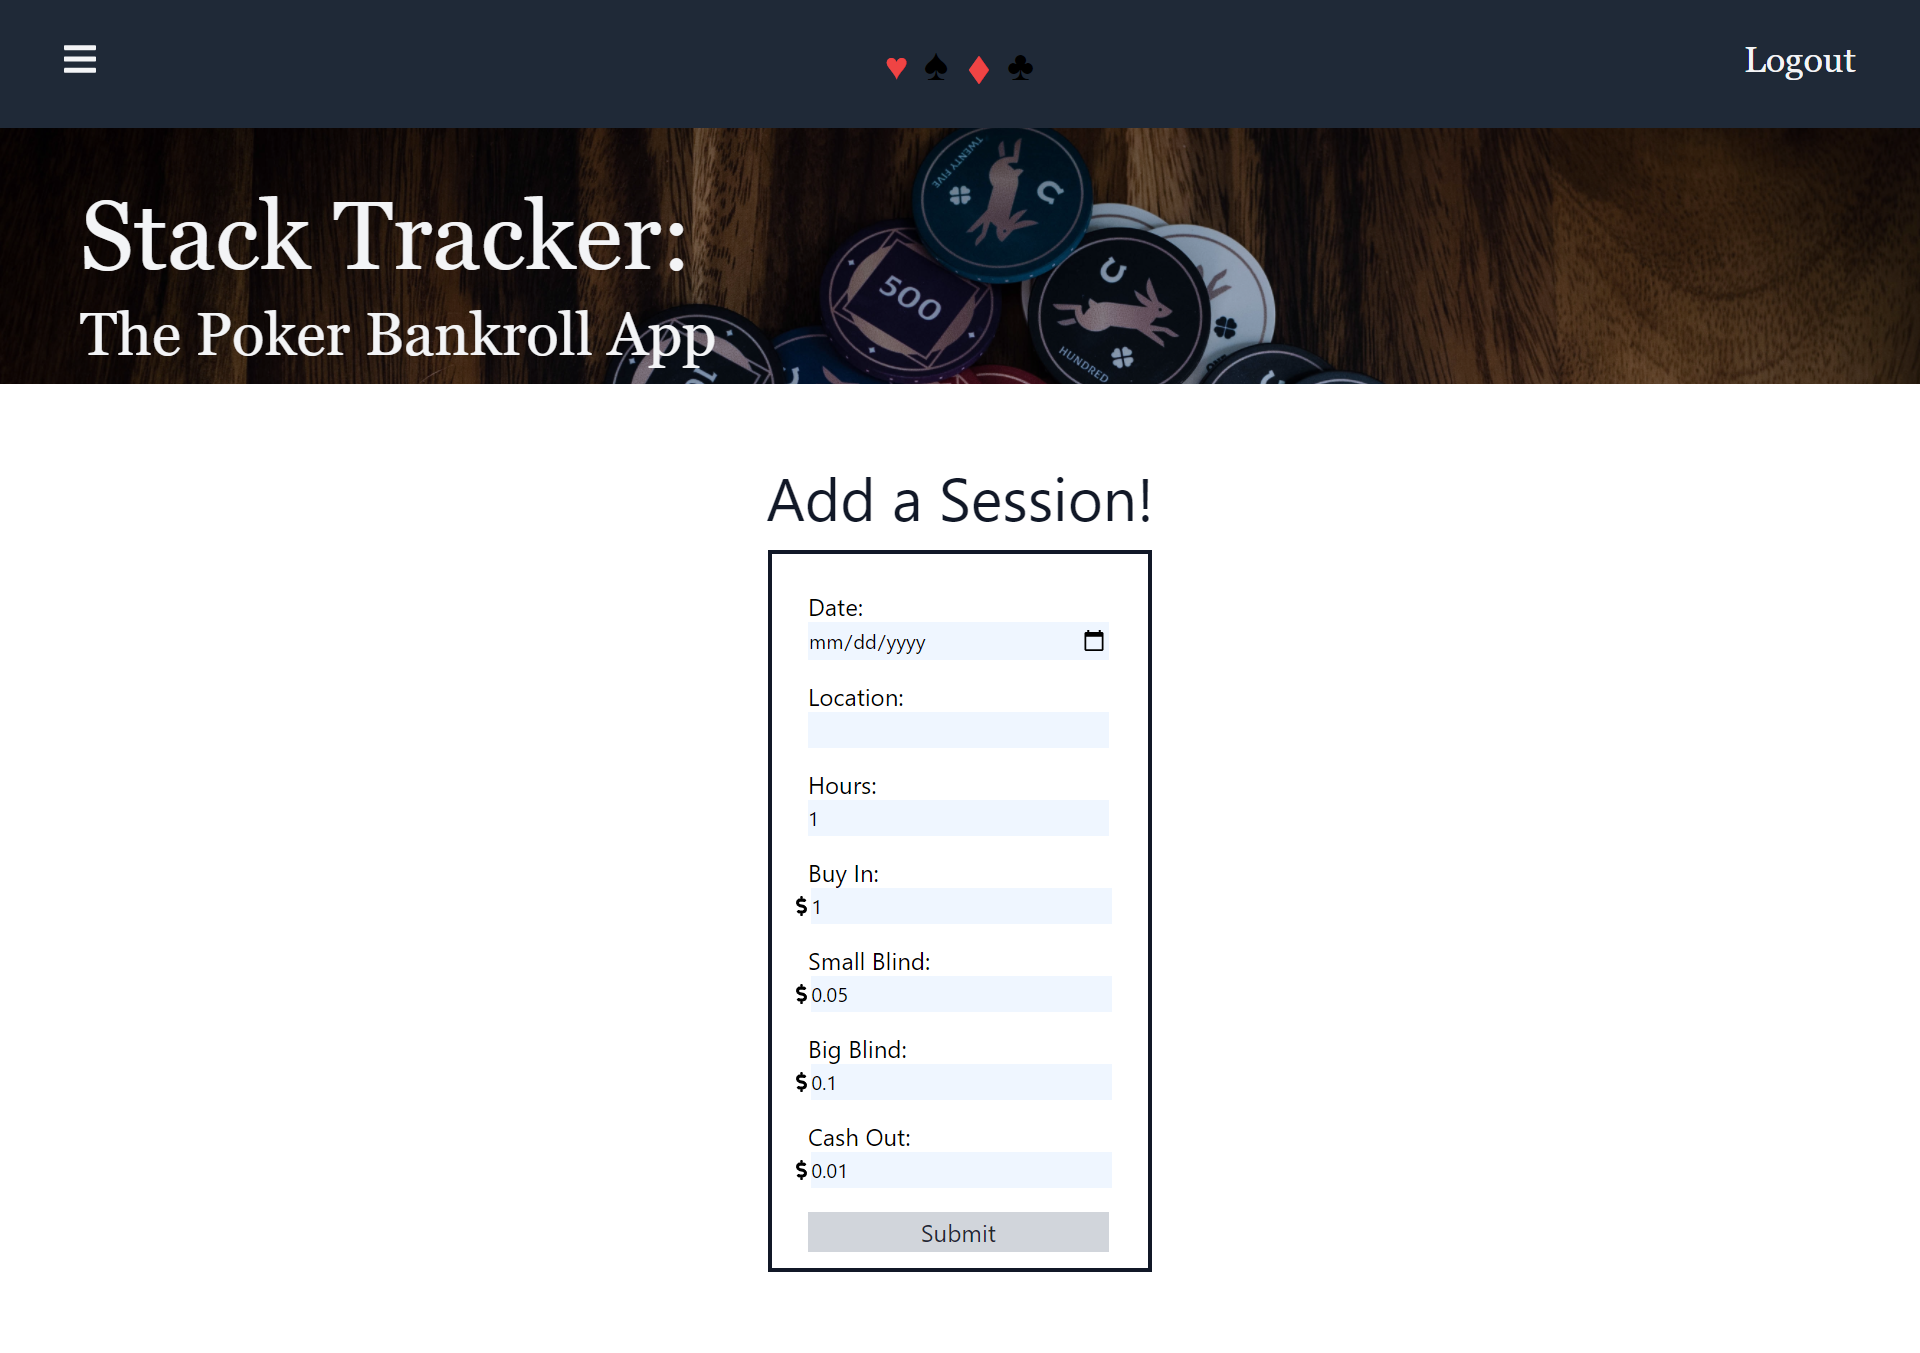 ♥ ♠ ♦ ♣
Logout
TWENTY FIVE
Stack Tracker:
500
The Poker Bankroll App
HUNDRED
Add a Session!
Date:
mm/dd/yyyy
Location:
Hours:
1
Buy In:
$ 1
Small Blind:
$ 0.05
Big Blind:
$ 0.1
Cash Out:
$ 0.01
Submit